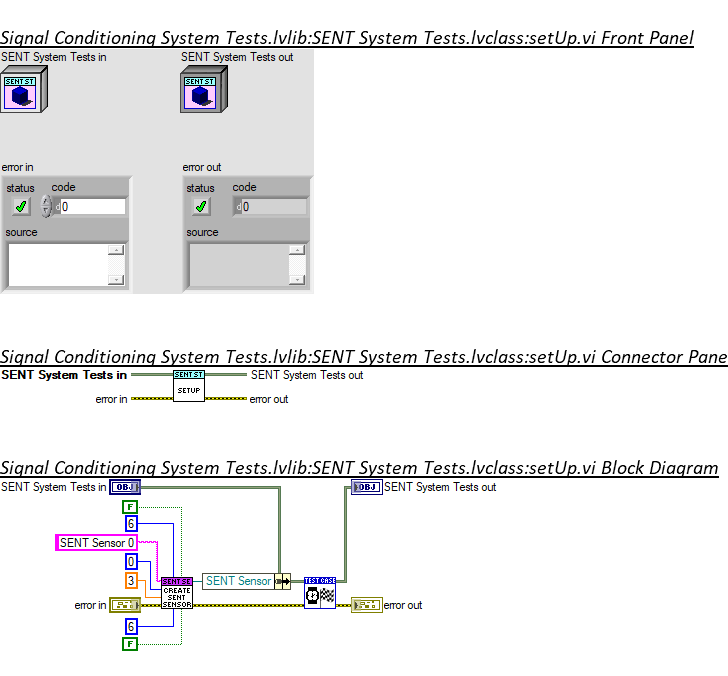 Signal Conditioning System Tests.lvlib:SENT System Tests.lvclass:setUp.vi Front Panel
SENT System Tests in SENT System Tests out
SENT ST SENT ST
error in error out
status code status code
d0 d0
source source
Signal Conditioning System Tests.lvlib:SENT System Tests.lvclass:setUp.vi Connector Pane
SENT System Tests in SENT ST SENT System Tests out
SETUP
error in error out
Signal Conditioning System Tests.lvlib:SENT System Tests.lvclass:setUp.vi Block Diagram
SENT System Tests in OBJ OBJ SENT System Tests out
F
6
SENT Sensor 0
0
3 SENT SE SENT Sensor TEST CASE
CREATE
SENT
error in SENSOR error out
6
F